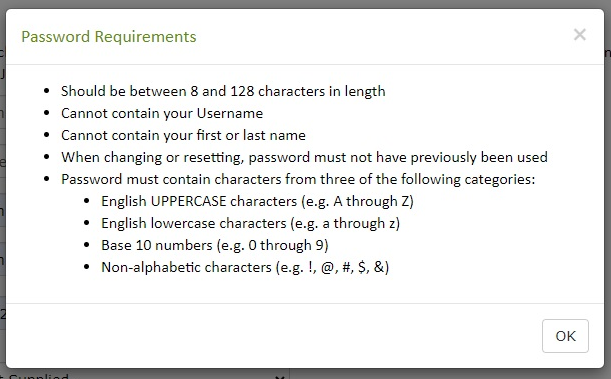 Password Requirements ×
• Should be between 8 and 128 characters in length
• Cannot contain your Username
• Cannot contain your first or last name
• When changing or resetting, password must not have previously been used
• Password must contain characters from three of the following categories:
• English UPPERCASE characters (e.g. A through Z)
• English lowercase characters (e.g. a through z)
• Base 10 numbers (e.g. 0 through 9)
• Non-alphabetic characters (e.g. !, @, #, $, &)
OK